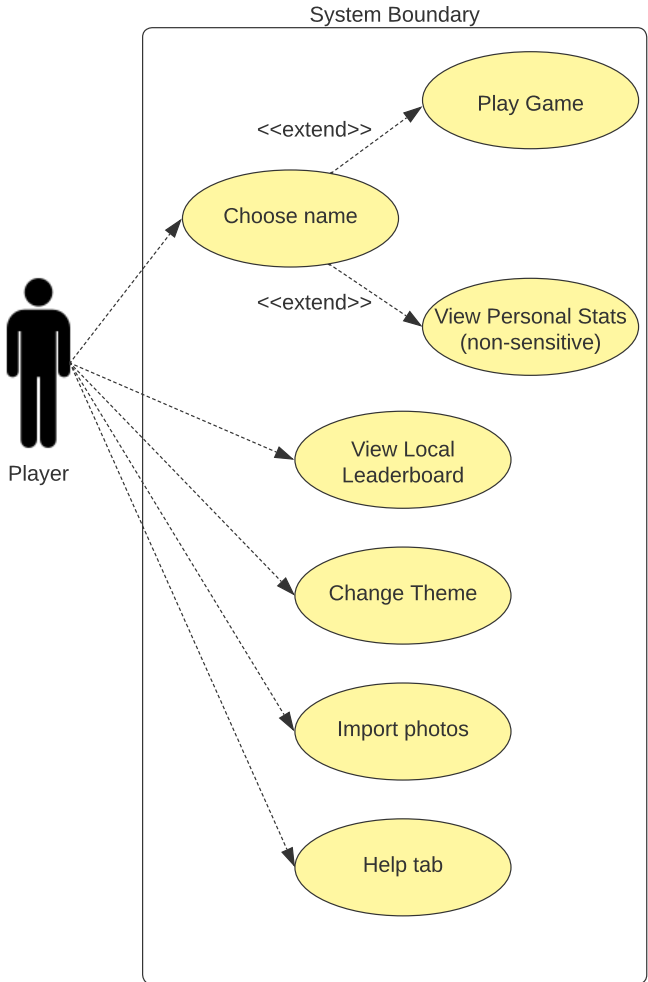 System Boundary
Play Game
<<extend>>
Choose name
<<extend>>
View Personal Stats
(non-sensitive)
View Local
Leaderboard
Player
Change Theme
Import photos
Help tab